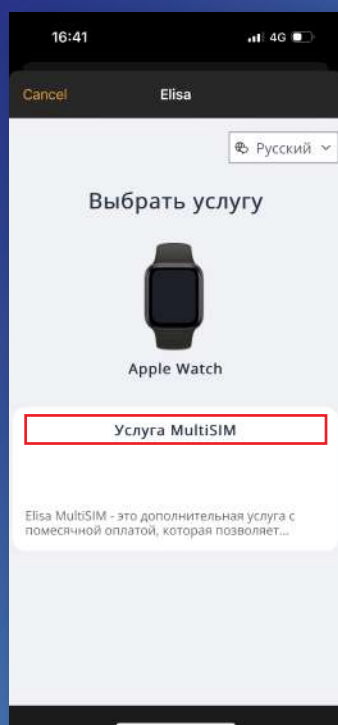 16:41
4G
Cancel
Elisa
Русский
Выбрать услугу
Apple Watch
Услуга MultiSIM
Elisa MultiSIM - это дополнительная услуга с
помесячной оплатой, которая позволяет...